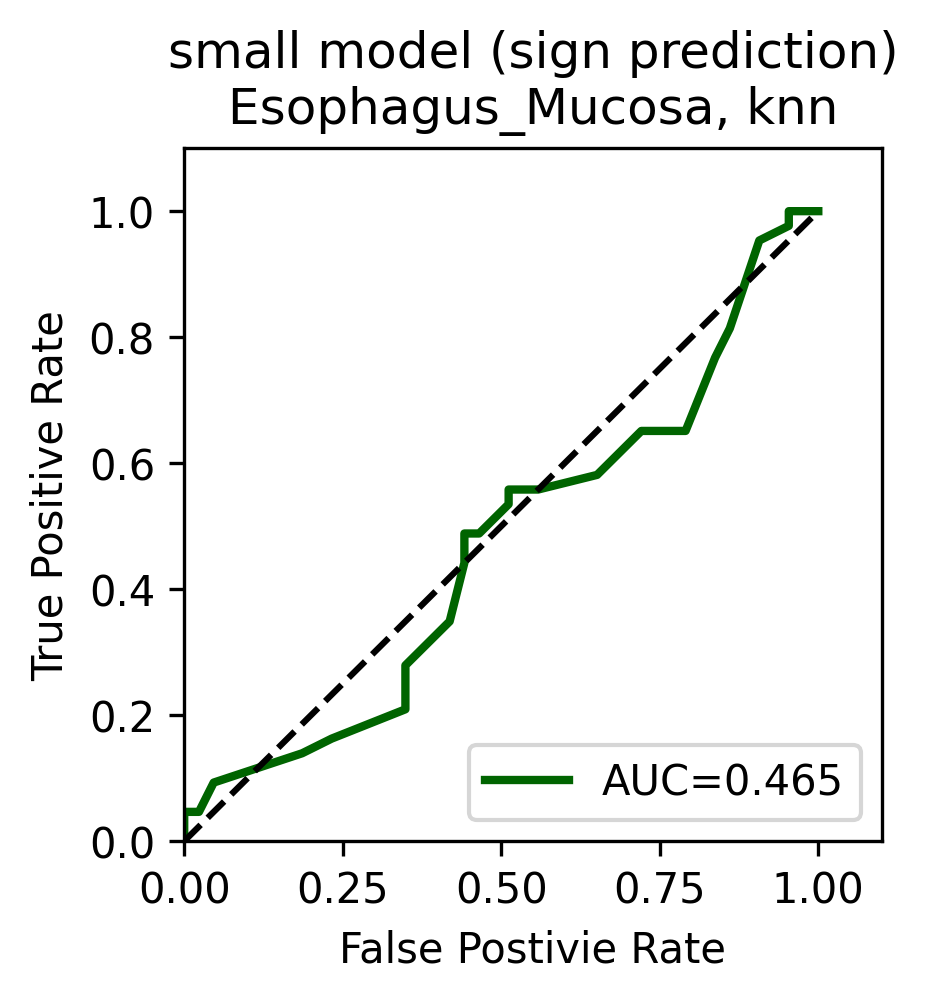 small model (sign prediction)
Esophagus_Mucosa, knn
True Positive Rate
1.0
0.8
0.6
0.4
0.2
0.0
AUC=0.465
0.00 0.25 0.50 0.75 1.00
False Postivie Rate